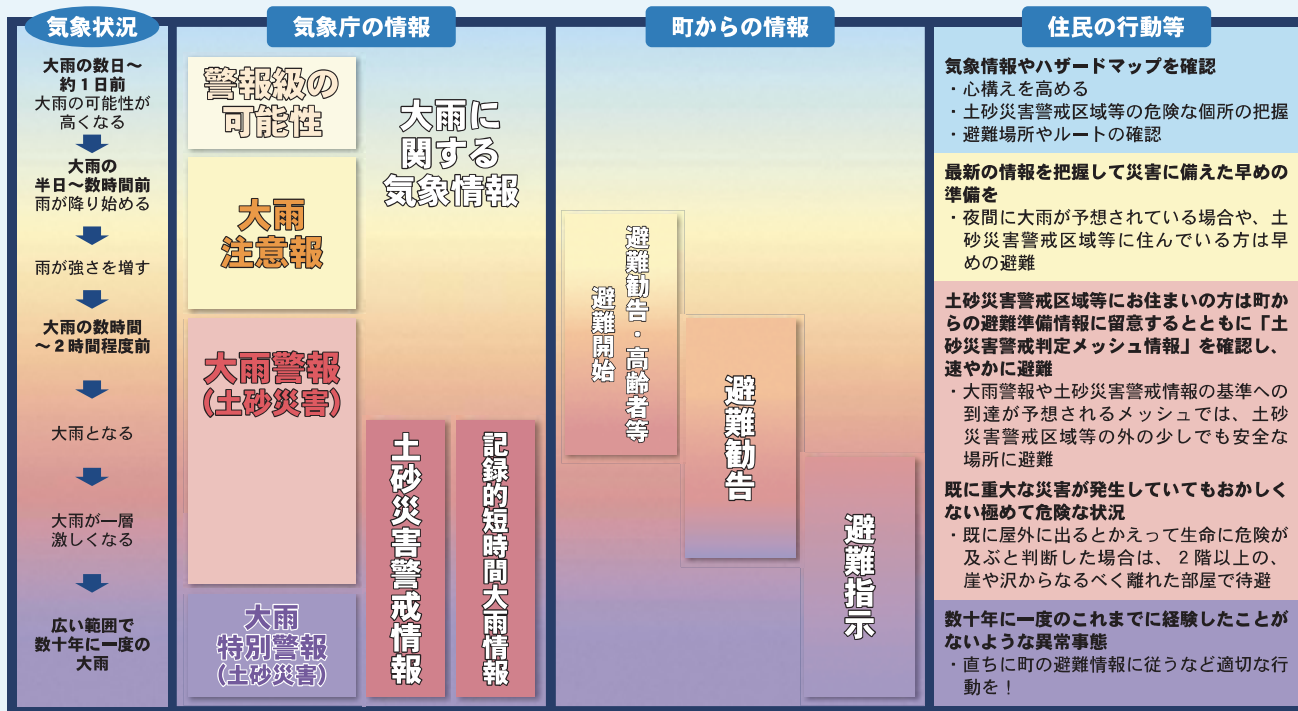 気象状況
大雨の数日～
約１日前
大雨の可能性が
高くなる
大雨の
半日～数時間前
雨が降り始める
雨が強さを増す
大雨の数時間
～２時間程度前
大雨となる
大雨が一層
激しくなる
広い範囲で
数十年に一度の
大雨
気象庁の情報
警報級の
可能性
大雨
注意報
大雨警報
（土砂災害）
大雨
特別警報
（土砂災害）
大雨に
関する
気象情報
土砂災害警戒情報
記録的短時間大雨情報
町からの情報
避難勧告・高齢者等
避難開始
避難勧告
避難指示
住民の行動等
気象情報やハザードマップを確認
・心構えを高める
・土砂災害警戒区域等の危険な個所の把握
・避難場所やルートの確認
最新の情報を把握して災害に備えた早めの
準備を
・夜間に大雨が予想されている場合や、土
砂災害警戒区域等に住んでいる方は早
めの避難
土砂災害警戒区域等にお住まいの方は町か
らの避難準備情報に留意するとともに「土
砂災害警戒判定メッシュ情報」を確認し、
速やかに避難
・大雨警報や土砂災害警戒情報の基準への
到達が予想されるメッシュでは、土砂
災害警戒区域等の外の少しでも安全な
場所に避難
既に重大な災害が発生していてもおかしく
ない極めて危険な状況
・既に屋外に出るとかえって生命に危険が
及ぶと判断した場合は、２階以上の、
崖や沢からなるべく離れた部屋で待避
数十年に一度のこれまでに経験したことが
ないような異常事態
・直ちに町の避難情報に従うなど適切な行
動を！